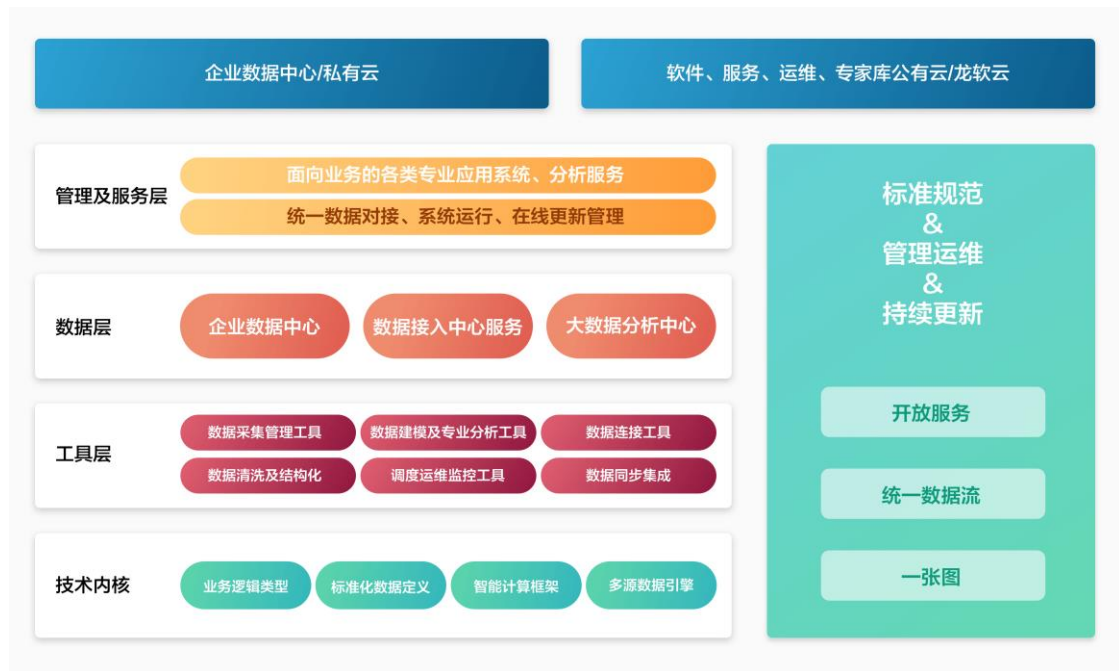 企业数据中心/私有云
软件、服务、运维、专家库公有云/龙软云
管理及服务层
面向业务的各类专业应用系统、分析服务
统一数据对接、系统运行、在线更新管理
数据层
企业数据中心
数据接入中心服务
大数据分析中心
工具层
数据采集管理工具
数据建模及专业分析工具
数据连接工具
数据清洗及结构化
调度运维监控工具
数据同步集成
技术内核
业务逻辑类型
标准化数据定义
智能计算框架
多源数据引擎
标准规范
&
管理运维
&
持续更新
开放服务
统一数据流
一张图